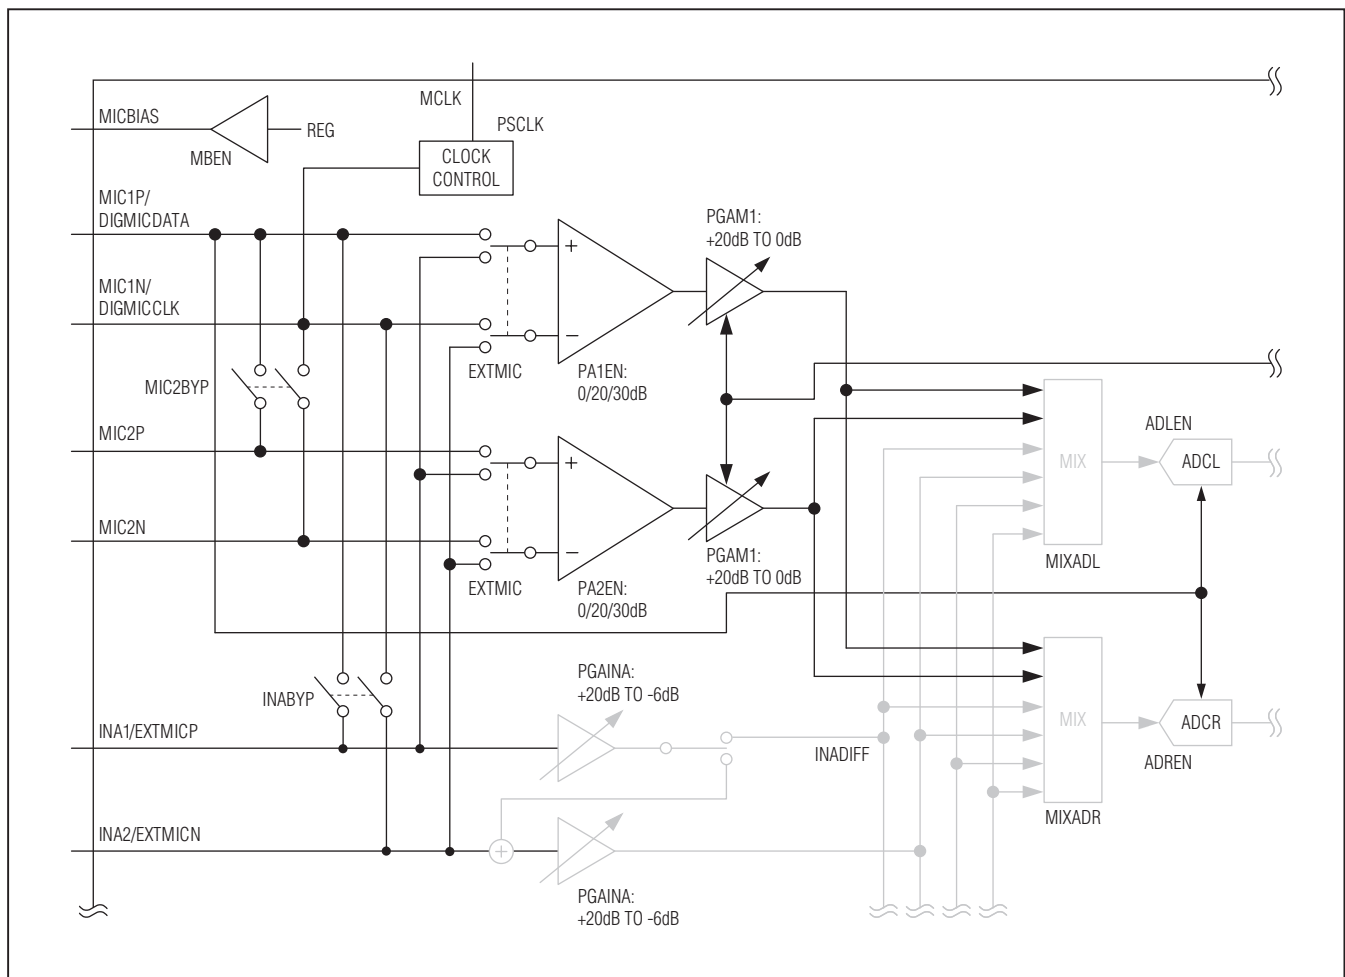 MCLK
MICBIAS
PSCLK
REG
MBEN
CLOCK
CONTROL
MIC1P/
DIGMICDATA
PGAM1:
+20dB TO 0dB
+
MIC1N/
DIGMICCLK
−
EXTMIC
PA1EN:
0/20/30dB
MIC2BYP
MIC2P
ADLEN
+
MIX
ADCL
MIC2N
−
PGAM1:
+20dB TO 0dB
MIXADL
EXTMIC
PA2EN:
0/20/30dB
PGAINA:
+20dB TO -6dB
INABYP
INA1/EXTMICP
MIX
ADCR
INADIFF
ADREN
MIXADR
INA2/EXTMICN
+
PGAINA:
+20dB TO -6dB